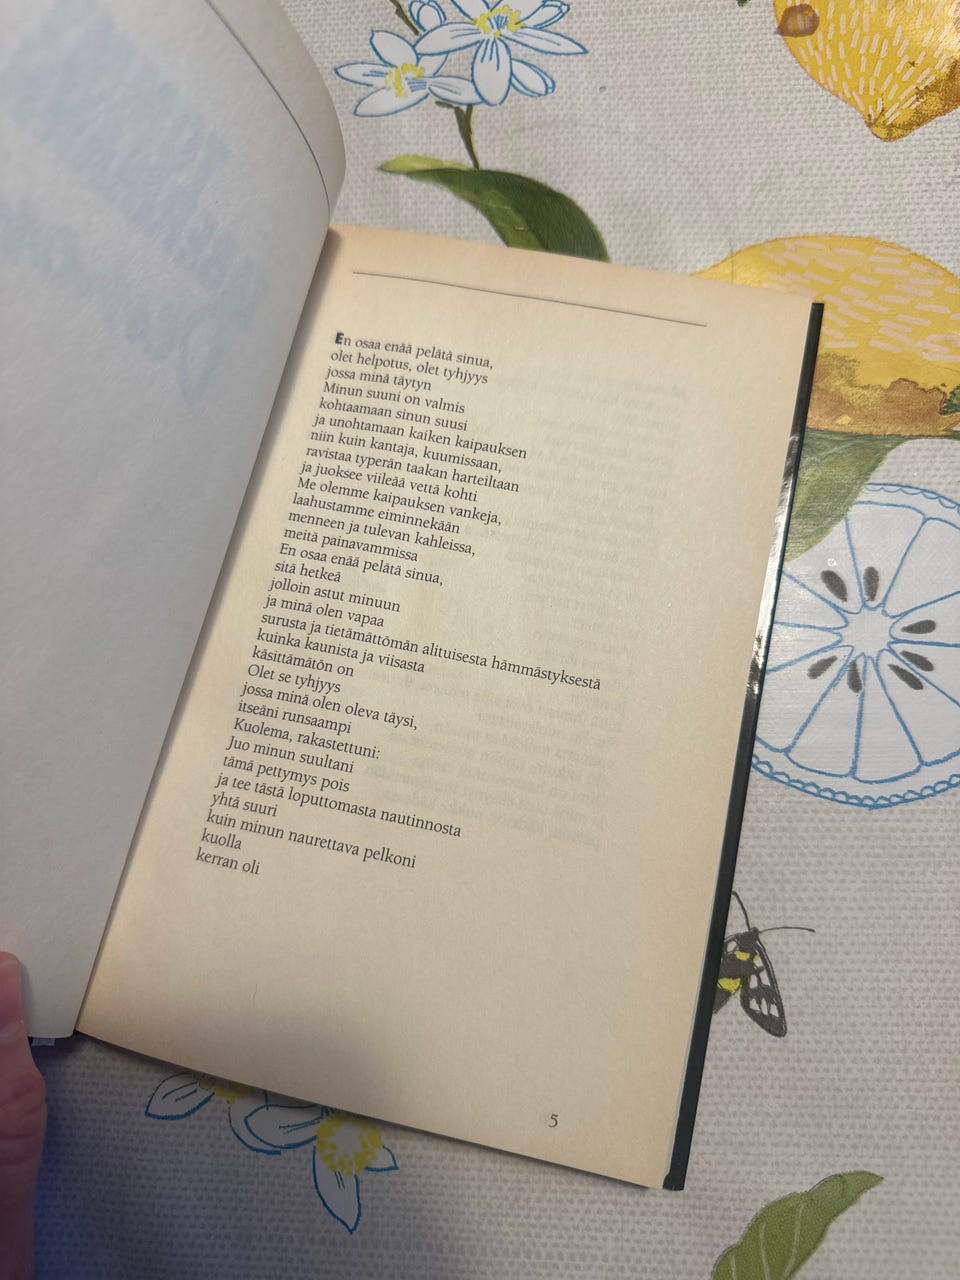 En osaa enää pelätä sinua,
olet helpotus, olet tyhjyys
jossa minä täytyn
Minun suuni on valmis
kohtaamaan sinun suusi
ja unohtamaan kaiken kaipauksen
niin kuin kantaja, kuumissaan,
ravistaa typerän taakan harteiltaan
ja juoksee viileää vettä kohti
Me olemme kaipauksen vankeja,
laahustamme eiminnekään
menneen ja tulevan kahleissa,
meitä painavammissa
En osaa enää pelätä sinua,
sitä hetkeä
jolloin astut minuun
ja minä olen vapaa
surusta ja tietämättömän alituisesta hämmästyksestä
kuinka kaunista ja viisasta
käsittämätön on
Olet se tyhjyys
jossa minä olen oleva täysi,
itseäni runsaampi
Kuolema, rakastettuni:
Juo minun suultani
tämä pettymys pois
ja tee tästä loputtomasta nautinnosta
yhtä suuri
kuin minun naurettava pelkoni
kuolla
kerran oli
5